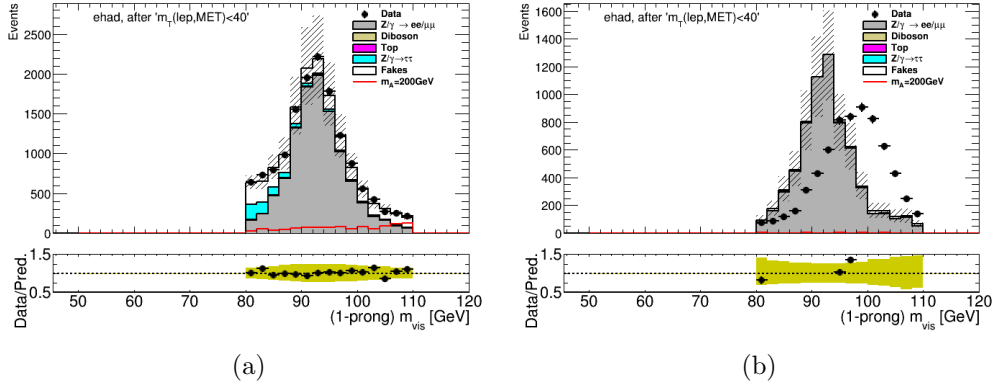 ehad, after 'm_T(lep,MET)<40'
Events
2500
2000
1500
1000
500
0
Data
Z/γ → ee/μμ
Diboson
Top
Z/γ→ττ
Fakes
m_A=200GeV
Data/Pred.
1.5
1.0
0.5
50 60 70 80 90 100 110 120
(1-prong) m_vis [GeV]
(a)
ehad, after 'm_T(lep,MET)<40'
Events
1600
1400
1200
1000
800
600
400
200
0
Data
Z/γ → ee/μμ
Diboson
Top
Z/γ→ττ
Fakes
m_A=200GeV
Data/Pred.
1.5
1.0
0.5
50 60 70 80 90 100 110 120
(1-prong) m_vis [GeV]
(b)